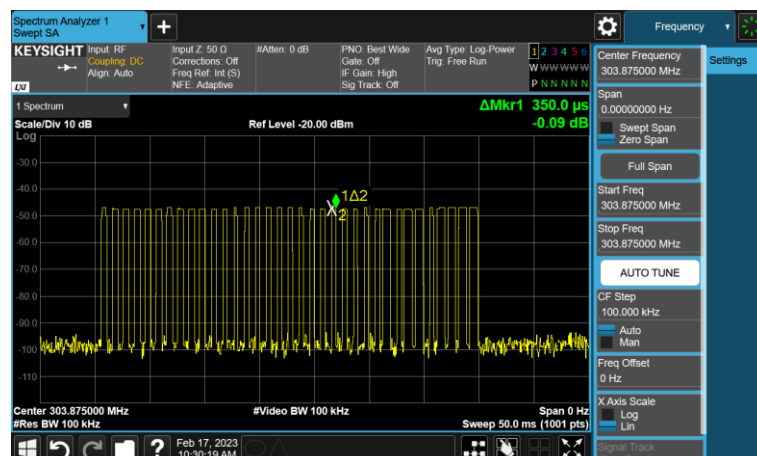 Spectrum Analyzer 1
Swept SA
Frequency
KEYSIGHT
Input: RF
Coupling: DC
Align: Auto
Input Z: 50 Ω
Corrections: Off
Freq Ref: Int (S)
NFE: Adaptive
#Atten: 0 dB
PNO: Best Wide
Gate: Off
IF Gain: High
Sig Track: Off
Avg Type: Log-Power
Trig: Free Run
1 2 3 4 5 6
W W W W W W
P N N N N N
LXI
1 Spectrum
ΔMkr1 350.0 µs
-0.09 dB
Scale/Div 10 dB
Ref Level -20.00 dBm
Log
-30.0
-40.0
-50.0
-60.0
-70.0
-80.0
-90.0
-100
-110
1Δ2
X
2
Center 303.875000 MHz
#Video BW 100 kHz
Span 0 Hz
#Res BW 100 kHz
Sweep 50.0 ms (1001 pts)
Center Frequency
303.875000 MHz
Settings
Span
0.00000000 Hz
Swept Span
Zero Span
Full Span
Start Freq
303.875000 MHz
Stop Freq
303.875000 MHz
AUTO TUNE
CF Step
100.000 kHz
Auto
Man
Freq Offset
0 Hz
X Axis Scale
Log
Lin
Signal Track
?
Feb 17, 2023
10:30:19 AM